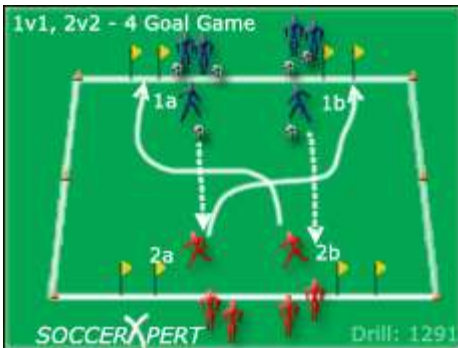 1v1, 2v2 - 4 Goal Game
1a
1b
2a
2b
SOCCERXPERT
Drill: 1291